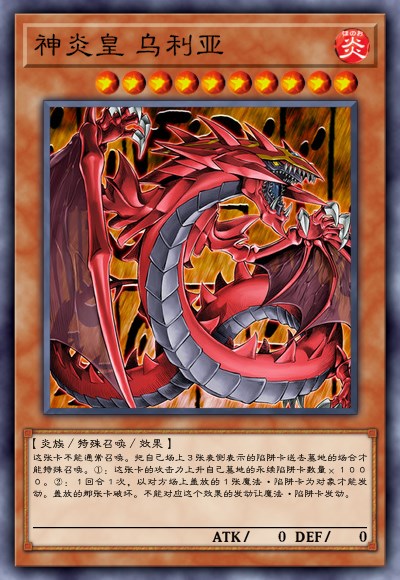 神炎皇 乌利亚
炎
ほのお
【炎族／特殊召唤／效果】
这张卡不能通常召唤。把自己场上３张表侧表示的陷阱卡送去墓地的场合才
能特殊召唤。①：这张卡的攻击力上升自己墓地的永续陷阱卡数量×１００
０。②：１回合１次，以对方场上盖放的１张魔法·陷阱卡为对象才能发
动。盖放的那张卡破坏。不能对应这个效果的发动让魔法·陷阱卡发动。
ATK／ 0 DEF／ 0